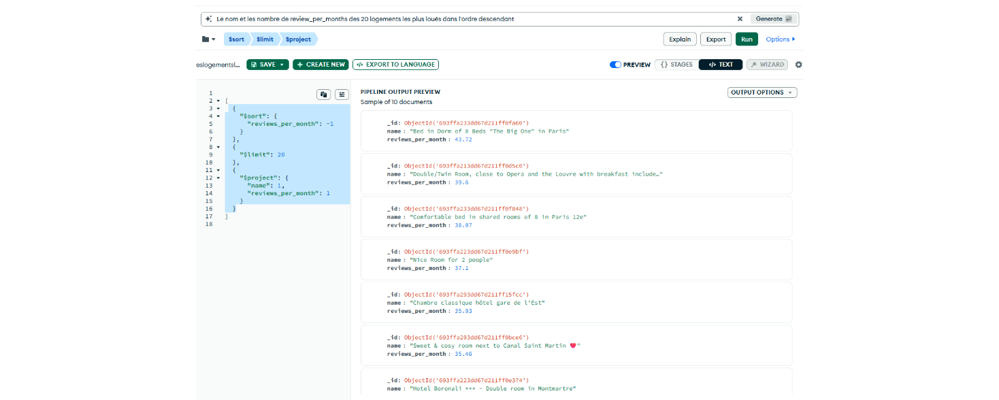 Le nom et les nombre de review_per_months des 20 logements les plus loués dans l'ordre descendant
Generate
$sort $limit $project
Explain Export Run Options
eslogementsl... SAVE CREATE NEW </> EXPORT TO LANGUAGE
PREVIEW {} STAGES </> TEXT WIZARD
1
2 [
3 {
4 "$sort": {
5 "reviews_per_month": -1
6 }
7 },
8 {
9 "$limit": 20
10 },
11 {
12 "$project": {
13 "name": 1,
14 "reviews_per_month": 1
15 }
16 }
17 ]
18
PIPELINE OUTPUT PREVIEW
Sample of 10 documents
OUTPUT OPTIONS
_id: ObjectId('693ffa233dd67d211ff0fa60')
name : "Bed in Dorm of 8 Beds "The Big One" in Paris"
reviews_per_month : 43.72
_id: ObjectId('693ffa213dd67d211ff0d5c0')
name : "Double/Twin Room, close to Opera and the Louvre with breakfast include…"
reviews_per_month : 39.6
_id: ObjectId('693ffa233dd67d211ff0f848')
name : "Comfortable bed in shared rooms of 8 in Paris 12e"
reviews_per_month : 38.07
_id: ObjectId('693ffa223dd67d211ff0e9bf')
name : "Nice Room for 2 people"
reviews_per_month : 37.1
_id: ObjectId('693ffa293dd67d211ff15fcc')
name : "Chambre classique hôtel gare de l'Est"
reviews_per_month : 35.93
_id: ObjectId('693ffa203dd67d211ff0bce6')
name : "Sweet & cosy room next to Canal Saint Martin ❤️"
reviews_per_month : 35.46
_id: ObjectId('693ffa223dd67d211ff0e374')
name : "Hotel Boronali *** - Double room in Montmartre"